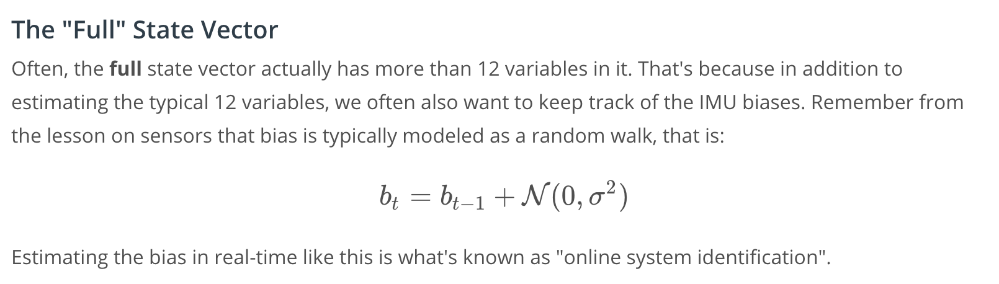 The "Full" State Vector
Often, the full state vector actually has more than 12 variables in it. That's because in addition to
estimating the typical 12 variables, we often also want to keep track of the IMU biases. Remember from
the lesson on sensors that bias is typically modeled as a random walk, that is:
b_t = b_{t−1} + 𝒩(0, σ²)
Estimating the bias in real-time like this is what's known as "online system identification".